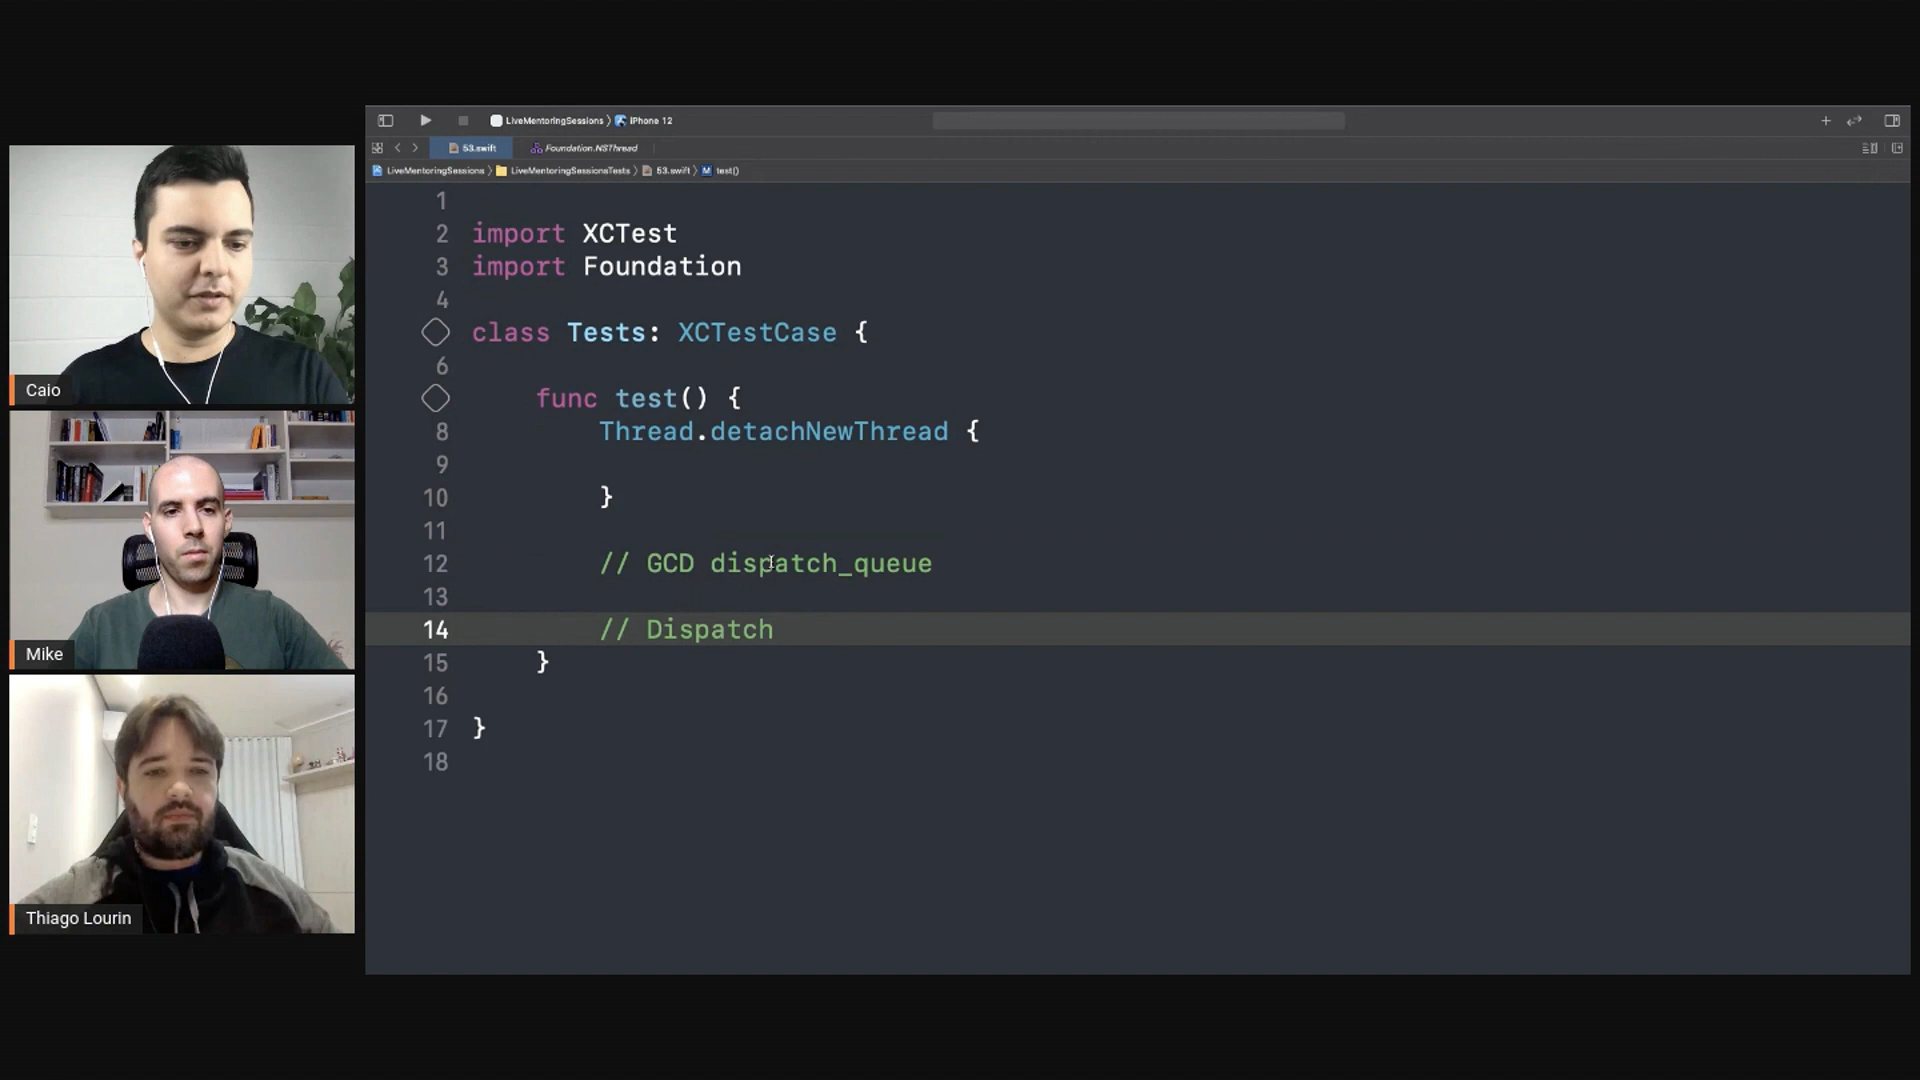 LiveMentoringSessions 〉 iPhone 12
53.swift
Foundation.NSThread
LiveMentoringSessions 〉 LiveMentoringSessionsTests 〉 53.swift 〉 M test()
1
2 import XCTest
3 import Foundation
4
class Tests: XCTestCase {
6
func test() {
8 Thread.detachNewThread {
9
10 }
11
12 // GCD dispatch_queue
13
14 // Dispatch
15 }
16
17 }
18
Caio
Mike
Thiago Lourin